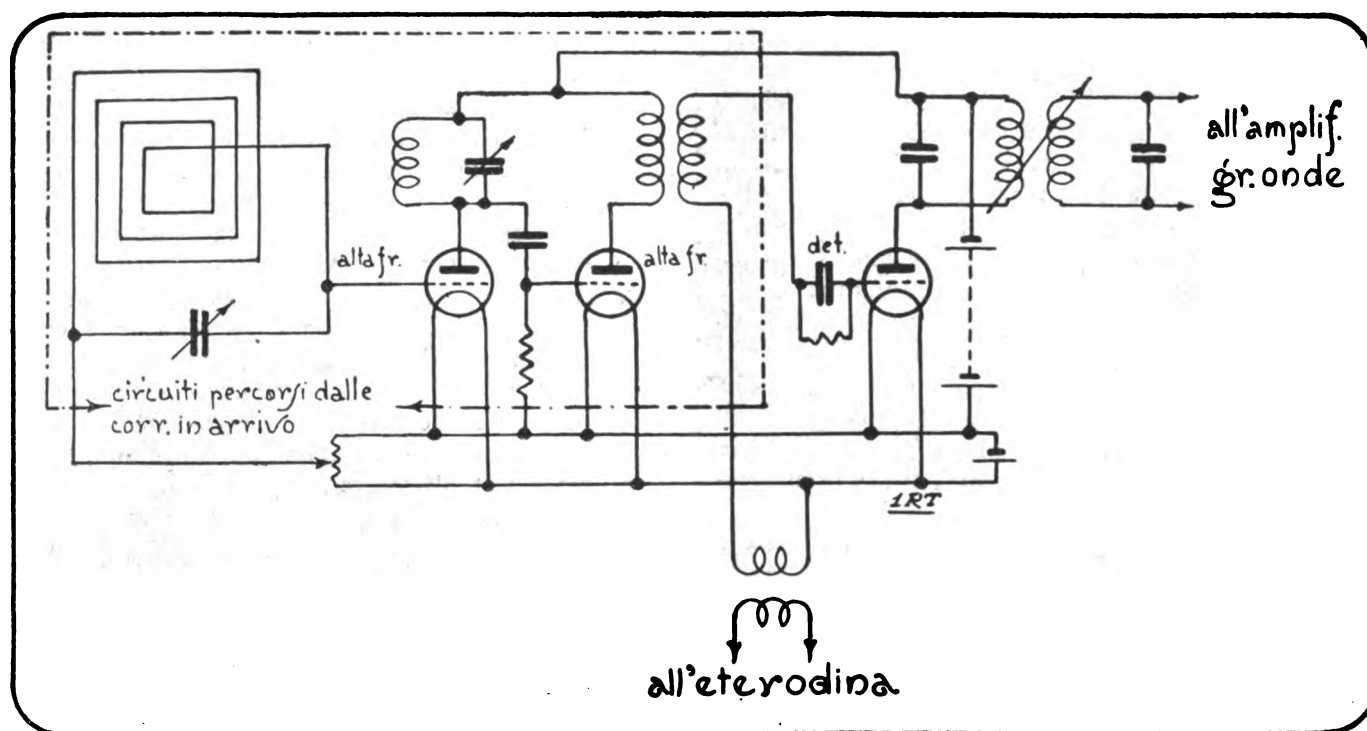 all'amplif.
gr. onde
alta fr.
alta fr.
det.
circuiti percorsi dalle
corr. in arrivo
1RT
all'eterodina